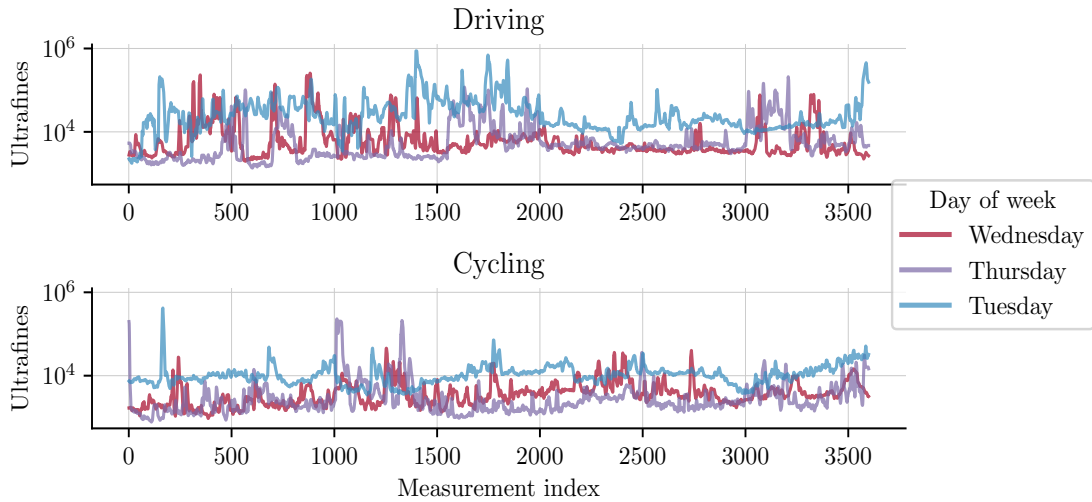 Driving
Ultrafines
10^6
10^4
0 500 1000 1500 2000 2500 3000 3500
Day of week
Wednesday
Thursday
Tuesday
Cycling
Ultrafines
10^6
10^4
0 500 1000 1500 2000 2500 3000 3500
Measurement index